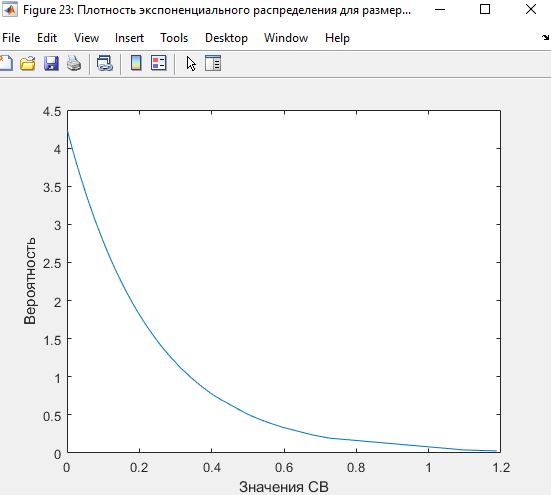 Figure 23: Плотность экспоненциального распределения для размер...
File Edit View Insert Tools Desktop Window Help
4.5
4
3.5
3
2.5
2
1.5
1
0.5
0
Вероятность
0 0.2 0.4 0.6 0.8 1 1.2
Значения СВ